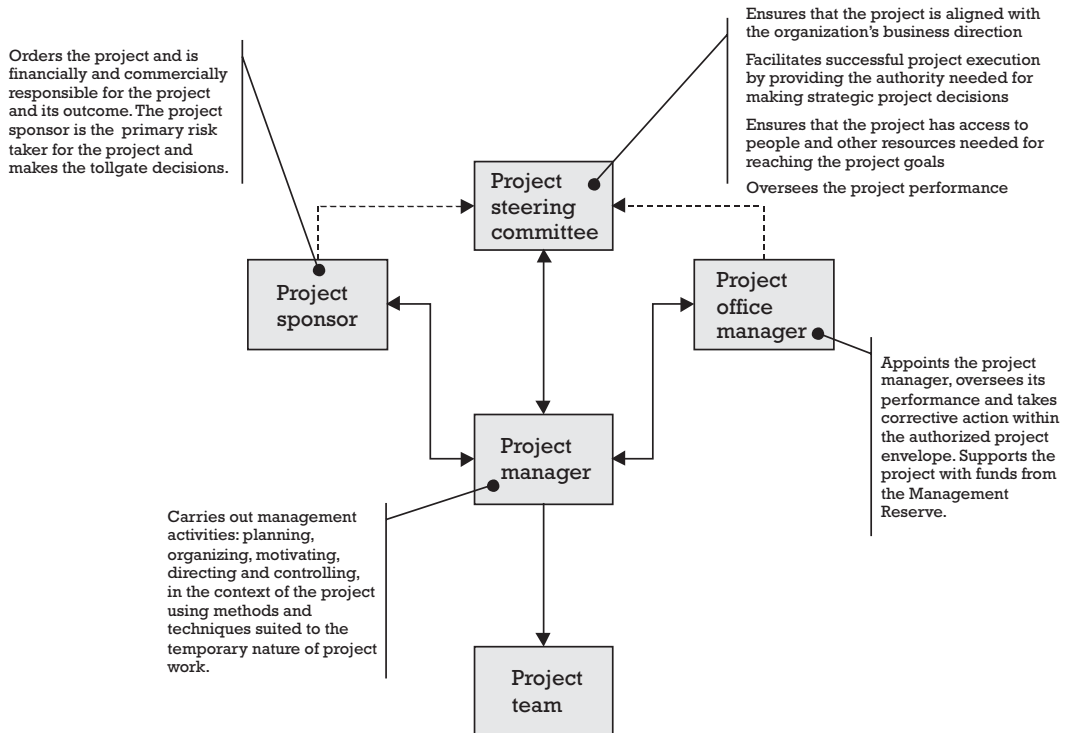 Orders the project and is
financially and commercially
responsible for the project
and its outcome. The project
sponsor is the primary risk
taker for the project and
makes the tollgate decisions.
Ensures that the project is aligned with
the organization's business direction
Facilitates successful project execution
by providing the authority needed for
making strategic project decisions
Ensures that the project has access to
people and other resources needed for
reaching the project goals
Oversees the project performance
Project
steering
committee
Project
sponsor
Project
office
manager
Appoints the project
manager, oversees its
performance and takes
corrective action within
the authorized project
envelope. Supports the
project with funds from
the Management
Reserve.
Project
manager
Carries out management
activities: planning,
organizing, motivating,
directing and controlling,
in the context of the project
using methods and
techniques suited to the
temporary nature of project
work.
Project
team